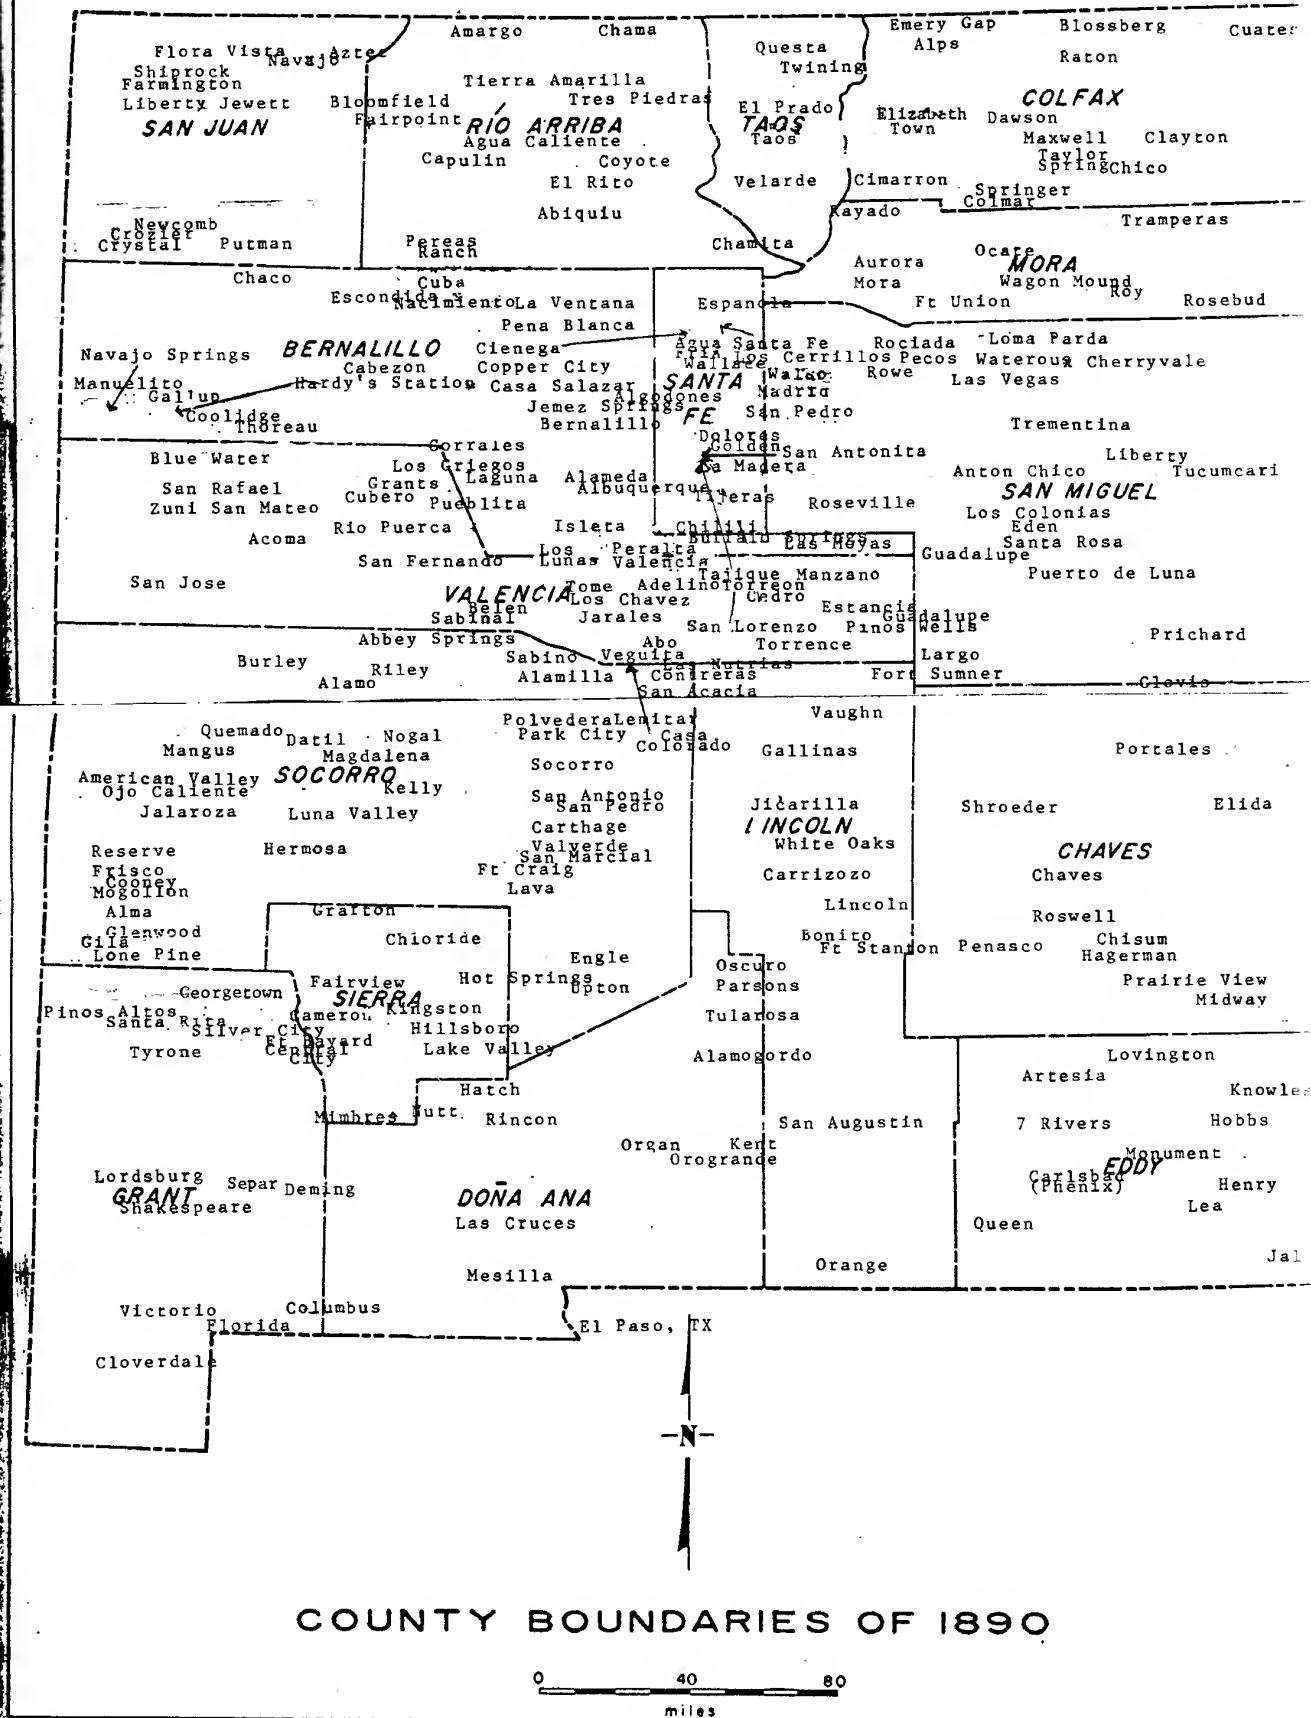 Amargo
Chama
Emery Gap
Blossberg
Alps
Flora Vista
Aztec
Navajo
Questa
Raton
Shiprock
Twining
Farmington
Tierra Amarilla
Liberty Jewett
Bloomfield
Tres Piedras
El Prado
COLFAX
Fairpoint
Elizabeth
Town
Dawson
SAN JUAN
RÍO ARRIBA
TAOS
Taos
Agua Caliente
Maxwell
Clayton
Capulin
Coyote
Taylor
Spring
Chico
El Rito
Velarde
Cimarron
Springer
Colmar
Abiquiu
Rayado
Tramperas
Newcomb
Crozier
Crystal
Putman
Pereas
Ranch
Chamita
Ocate
Aurora
MORA
Chaco
Cuba
Mora
Wagon Mound
Roy
Escondida
Nacimiento
La Ventana
Espanola
Ft Union
Rosebud
Pena Blanca
Navajo Springs
BERNALILLO
Cienega
Agua
Fria
Santa Fe
Rociada
Loma Parda
Cabezon
Copper City
Wallace
Los Cerrillos
Pecos
Waterous
Cherryvale
Manuelito
Hardy's Station
Casa Salazar
SANTA
FE
Waldo
Rowe
Las Vegas
Gallup
Algodones
Madrid
Coolidge
Jemez Springs
San Pedro
Thoreau
Bernalillo
Trementina
Corrales
Dolores
Golden
San Antonita
Blue Water
Los Griegos
La Madera
Liberty
Grants
Laguna
Alameda
Anton Chico
Tucumcari
San Rafael
Cubero
Albuquerque
Tijeras
SAN MIGUEL
Zuni San Mateo
Pueblita
Roseville
Los Colonias
Rio Puerca
Isleta
Chilili
Eden
Acoma
Buffalo Springs
Las Moyas
Santa Rosa
San Fernando
Los
Lunas
Peralta
Valencia
Guadalupe
San Jose
Tajique
Manzano
Puerto de Luna
VALENCIA
Tome
Adelino
Torreon
Los Chavez
Cedro
Belen
Estancia
Sabinal
Jarales
Guadalupe
San Lorenzo
Pinos Wells
Abbey Springs
Abo
Torrence
Prichard
Burley
Sabino
Veguita
Largo
Riley
Las Nutrias
Alamo
Alamilla
Contreras
Fort Sumner
San Acacia
Clovis
Quemado
Datil
Nogal
Polvedera
Lemitar
Vaughn
Mangus
Park City
Casa
Colorado
Gallinas
Portales
Magdalena
American Valley
SOCORRO
Socorro
Ojo Caliente
Kelly
San Antonio
San Pedro
Jicarilla
Shroeder
Elida
Jalaroza
Luna Valley
Carthage
LINCOLN
Reserve
Hermosa
Valverde
San Marcial
White Oaks
CHAVES
Frisco
Ft Craig
Carrizozo
Chaves
Cooney
Mogollon
Lava
Alma
Grafton
Lincoln
Roswell
Glenwood
Chloride
Bonito
Chisum
Gila
Engle
Ft Stanton
Penasco
Hagerman
Lone Pine
Fairview
Hot Springs
Upton
Oscuro
Prairie View
Georgetown
SIERRA
Parsons
Midway
Pinos Altos
Cameron
Kingston
Tularosa
Santa Rita
Silver City
Hillsboro
Tyrone
Ft Bayard
Central
City
Lake Valley
Alamogordo
Lovington
Hatch
Artesia
Mimbres
Nutt
Rincon
San Augustin
7 Rivers
Hobbs
Organ
Kent
Orogrande
Monument
Lordsburg
Separ
Deming
EDDY
Carlsbad
(Phenix)
GRANT
DOÑA ANA
Henry
Shakespeare
Las Cruces
Lea
Queen
Mesilla
Orange
Jal
Victorio
Columbus
Florida
El Paso, TX
Cloverdale
N
COUNTY BOUNDARIES OF 1890
0 40 80
miles